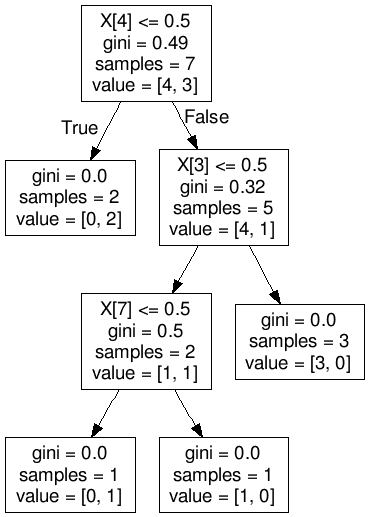 X[4] <= 0.5
gini = 0.49
samples = 7
value = [4, 3]
True
False
gini = 0.0
samples = 2
value = [0, 2]
X[3] <= 0.5
gini = 0.32
samples = 5
value = [4, 1]
X[7] <= 0.5
gini = 0.5
samples = 2
value = [1, 1]
gini = 0.0
samples = 3
value = [3, 0]
gini = 0.0
samples = 1
value = [0, 1]
gini = 0.0
samples = 1
value = [1, 0]